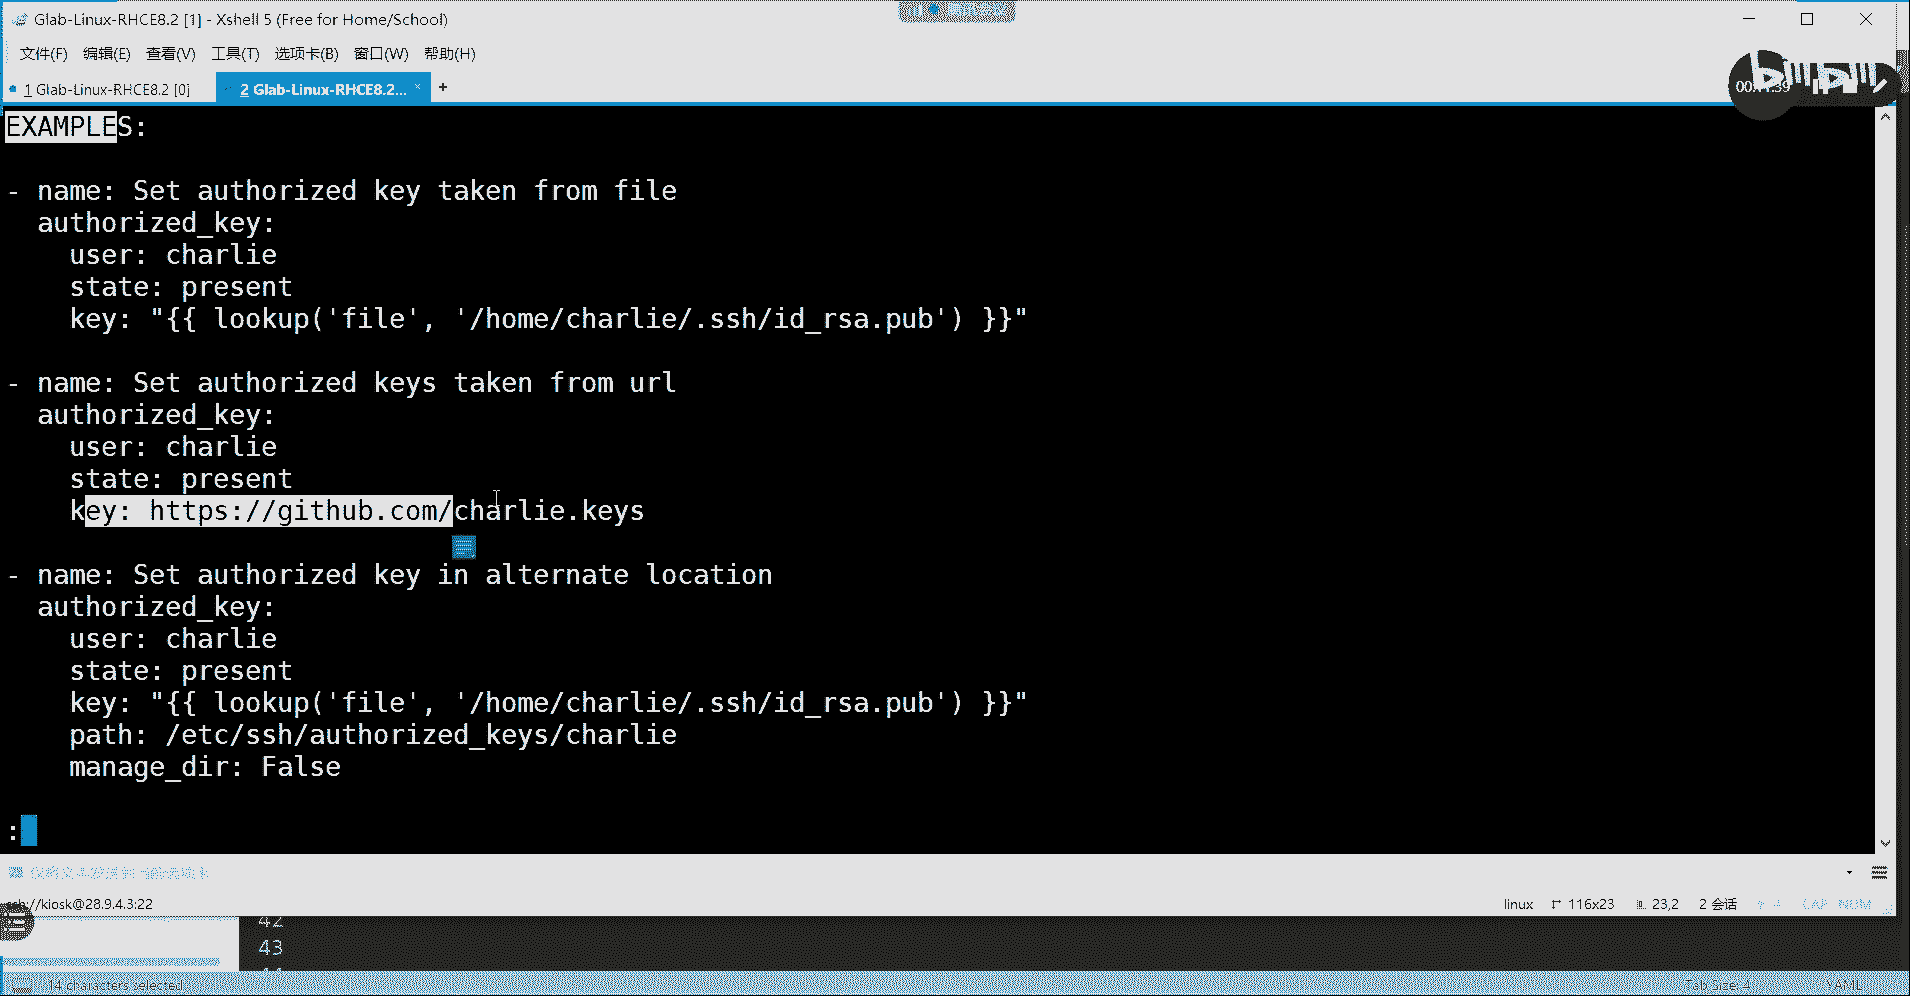 Glab-Linux-RHCE8.2 [1] - Xshell 5 (Free for Home/School)
文件(F) 编辑(E) 查看(V) 工具(T) 选项卡(B) 窗口(W) 帮助(H)
1 Glab-Linux-RHCE8.2 [0] 2 Glab-Linux-RHCE8.2... × +
EXAMPLES:
- name: Set authorized key taken from file
authorized_key:
user: charlie
state: present
key: "{{ lookup('file', '/home/charlie/.ssh/id_rsa.pub') }}"
- name: Set authorized keys taken from url
authorized_key:
user: charlie
state: present
key: https://github.com/charlie.keys
- name: Set authorized key in alternate location
authorized_key:
user: charlie
state: present
key: "{{ lookup('file', '/home/charlie/.ssh/id_rsa.pub') }}"
path: /etc/ssh/authorized_keys/charlie
manage_dir: False
:
://kiosk@28.9.4.3:22
linux 116x23 23,2 2 会话 CAP NUM
42
43
44
14 characters selected
Tab Size: 4 YAML